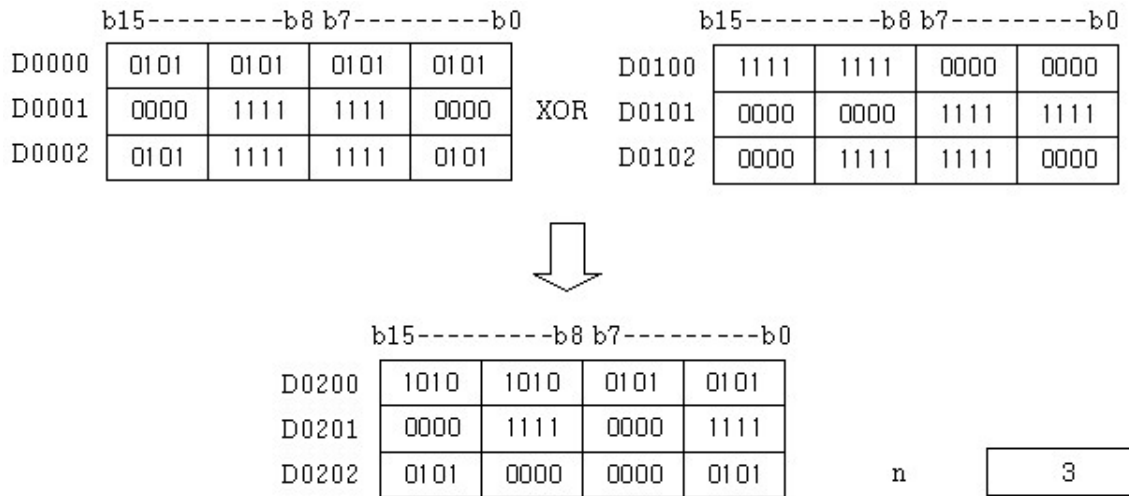 b15---------b8 b7---------b0 b15---------b8 b7---------b0
D0000 0101 0101 0101 0101 D0100 1111 1111 0000 0000
D0001 0000 1111 1111 0000 XOR D0101 0000 0000 1111 1111
D0002 0101 1111 1111 0101 D0102 0000 1111 1111 0000
b15---------b8 b7---------b0
D0200 1010 1010 0101 0101
D0201 0000 1111 0000 1111
D0202 0101 0000 0000 0101 n 3